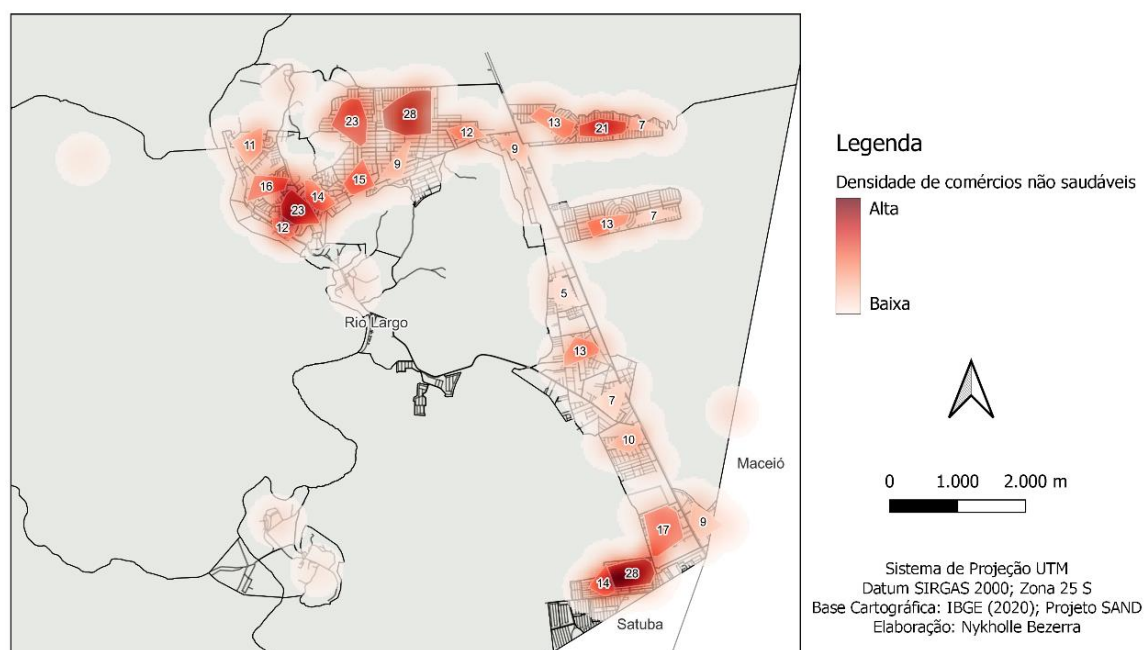 28
23
13
21
7
12
11
9
9
16
15
14
23
7
13
12
5
Rio Largo
13
7
10
Maceió
17
9
28
14
Satuba
Legenda
Densidade de comércios não saudáveis
Alta
Baixa
0 1.000 2.000 m
Sistema de Projeção UTM
Datum SIRGAS 2000; Zona 25 S
Base Cartográfica: IBGE (2020); Projeto SAND
Elaboração: Nykholle Bezerra